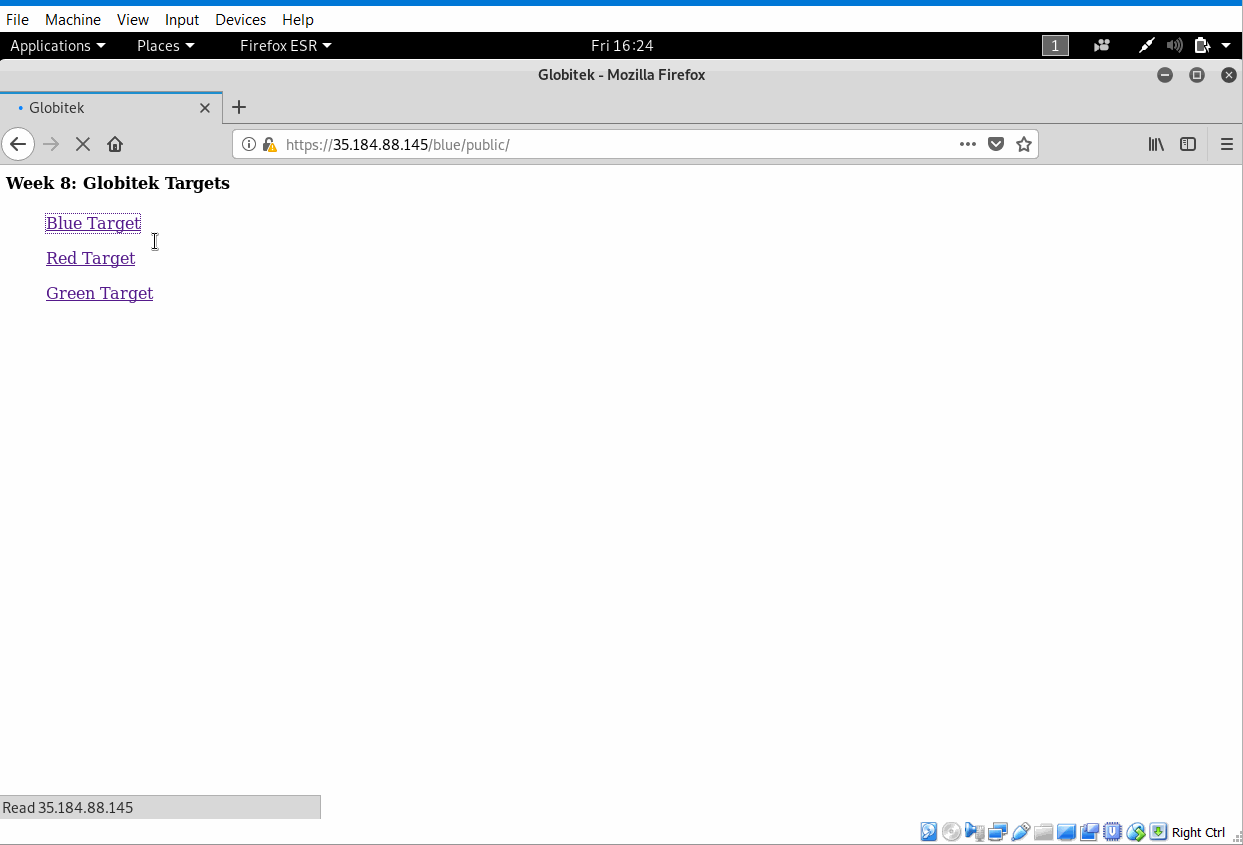 File Machine View Input Devices Help
Applications Places Firefox ESR Fri 16:24 1
Globitek - Mozilla Firefox
Globitek
https://35.184.88.145/blue/public/
Week 8: Globitek Targets
Blue Target
Red Target
Green Target
Read 35.184.88.145
Right Ctrl